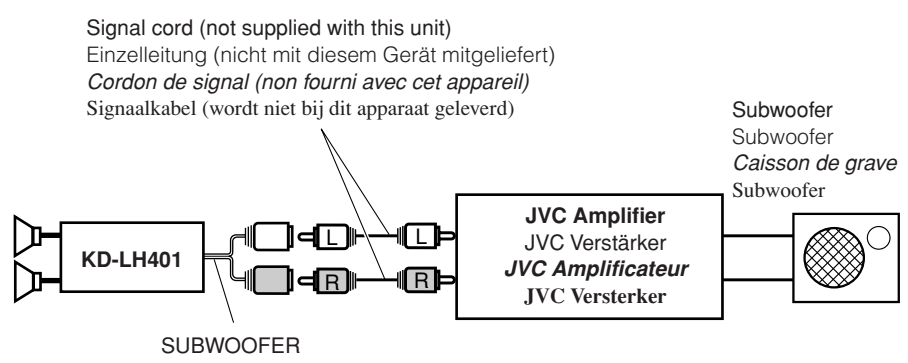 Signal cord (not supplied with this unit)
Einzelleitung (nicht mit diesem Gerät mitgeliefert)
Cordon de signal (non fourni avec cet appareil)
Signaalkabel (wordt niet bij dit apparaat geleverd)
Subwoofer
Subwoofer
Caisson de grave
Subwoofer
KD-LH401
L
L
R
R
JVC Amplifier
JVC Verstärker
JVC Amplificateur
JVC Versterker
SUBWOOFER